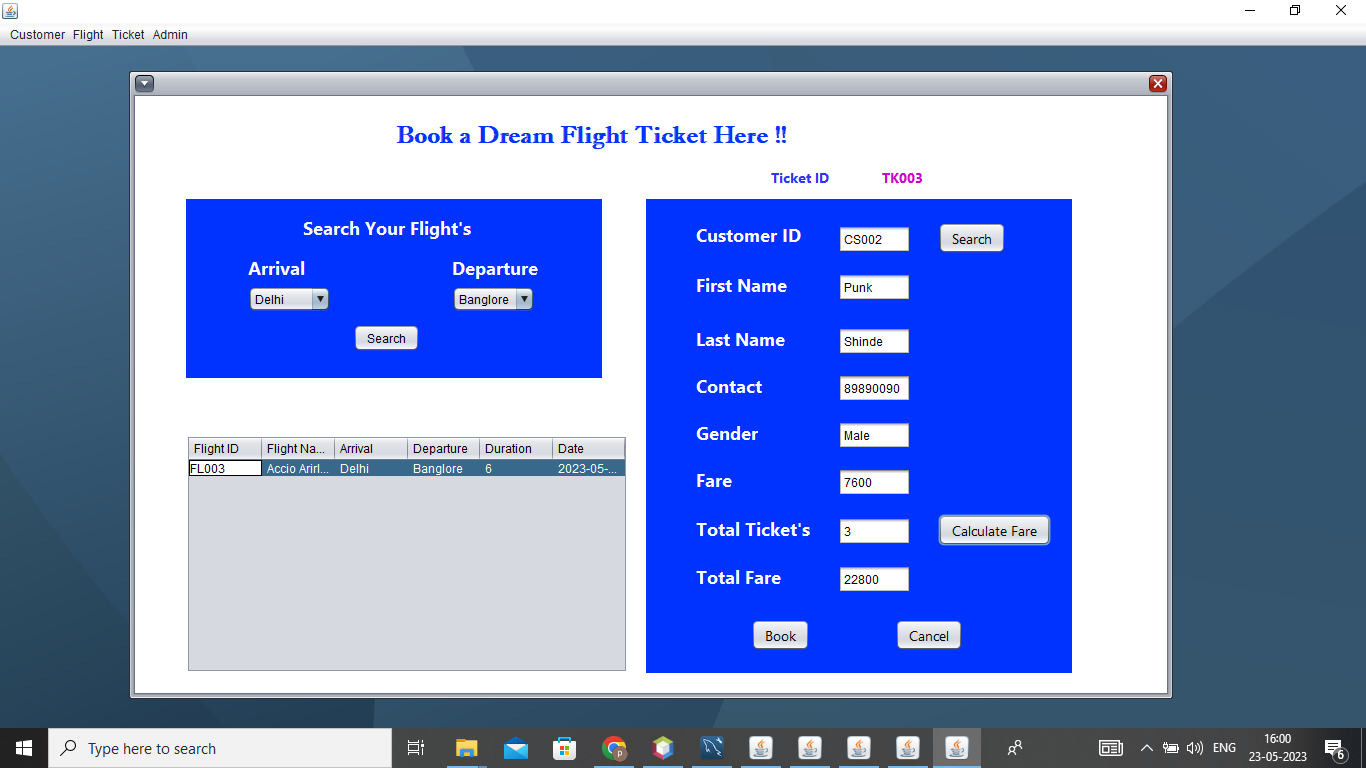 Customer Flight Ticket Admin
Book a Dream Flight Ticket Here !!
Ticket ID TK003
Search Your Flight's
Arrival Departure
Delhi Banglore
Search
Flight ID Flight Na... Arrival Departure Duration Date
FL003 Accio Arirl... Delhi Banglore 6 2023-05-...
Customer ID CS002 Search
First Name Punk
Last Name Shinde
Contact 89890090
Gender Male
Fare 7600
Total Ticket's 3 Calculate Fare
Total Fare 22800
Book Cancel
Type here to search
P
ENG
16:00
23-05-2023
6